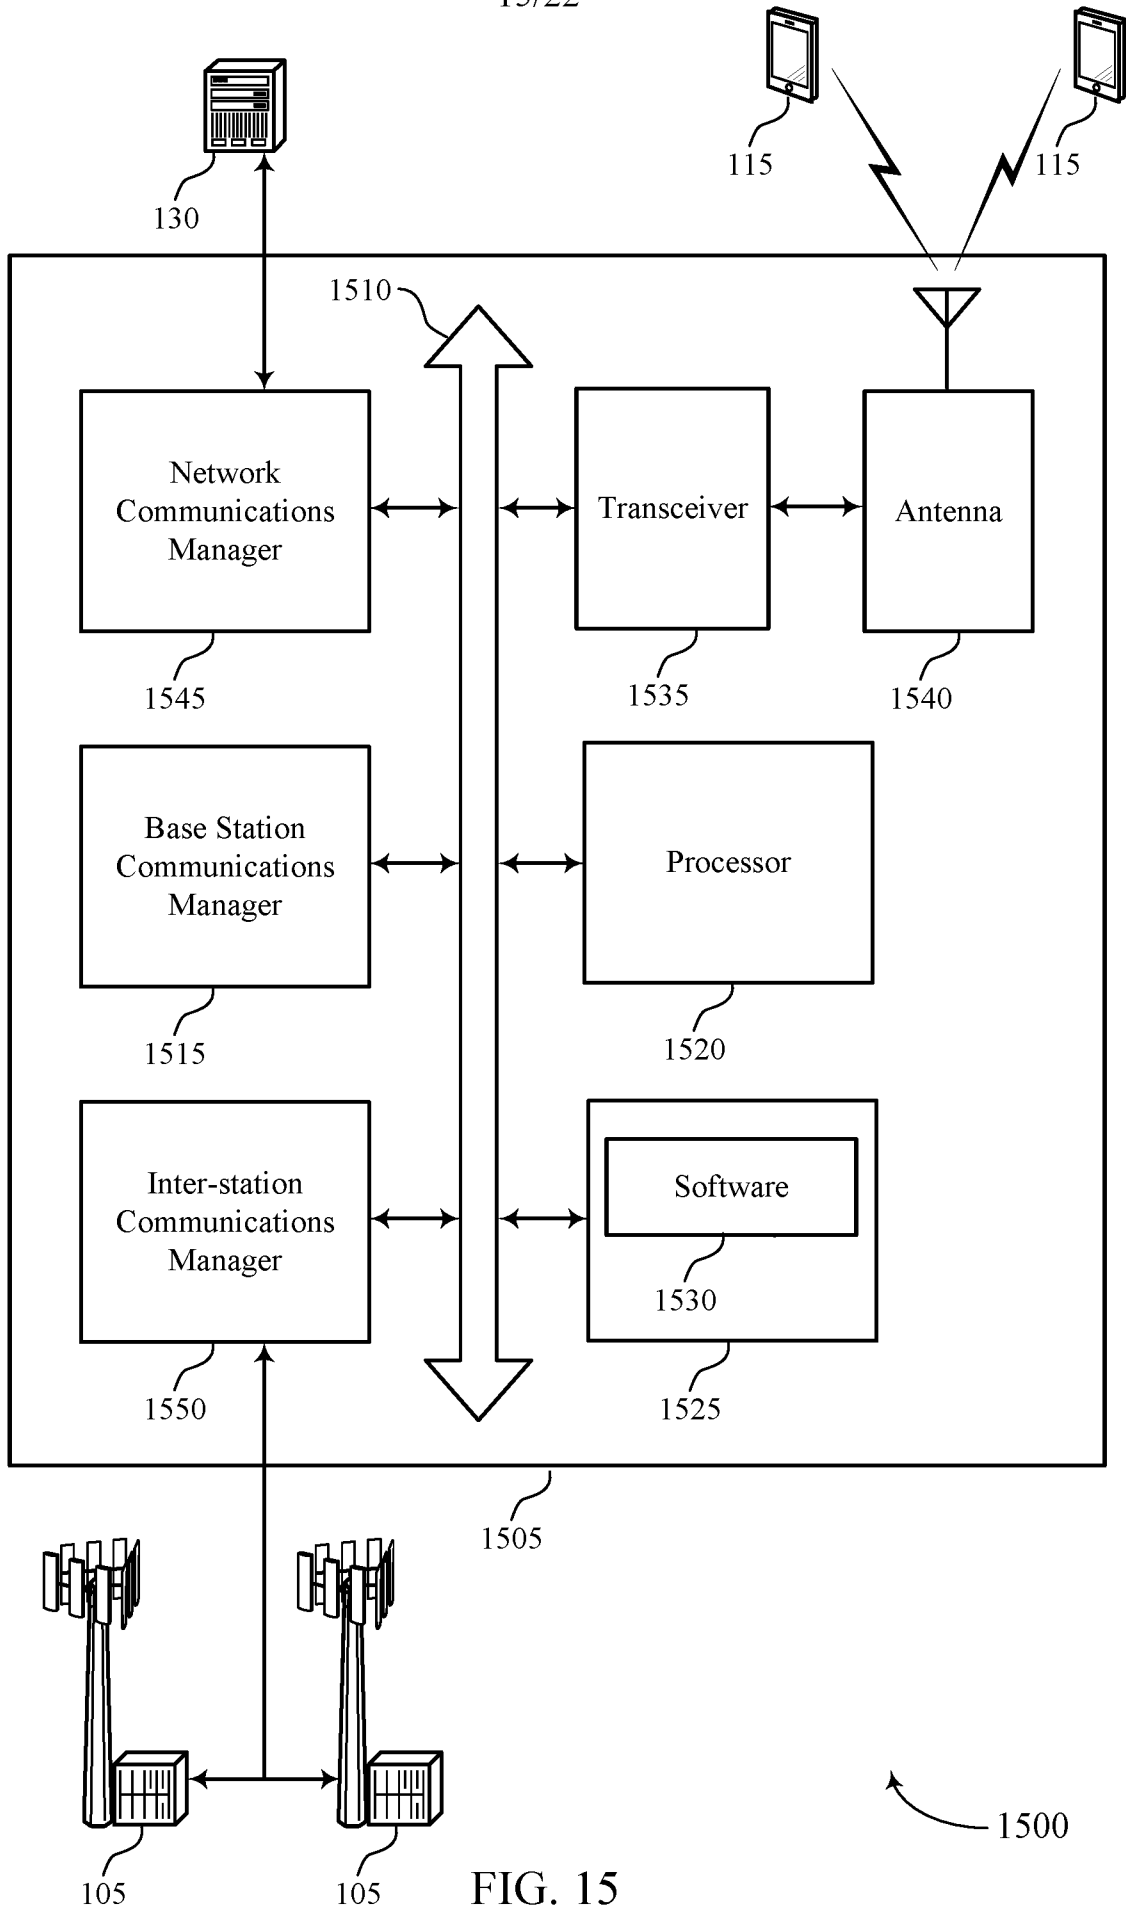 115
115
130
1510
Network
Communications
Manager
Transceiver
Antenna
1545
1535
1540
Base Station
Communications
Manager
Processor
1515
1520
Inter-station
Communications
Manager
Software
1530
1550
1525
1505
1500
105
105
FIG. 15